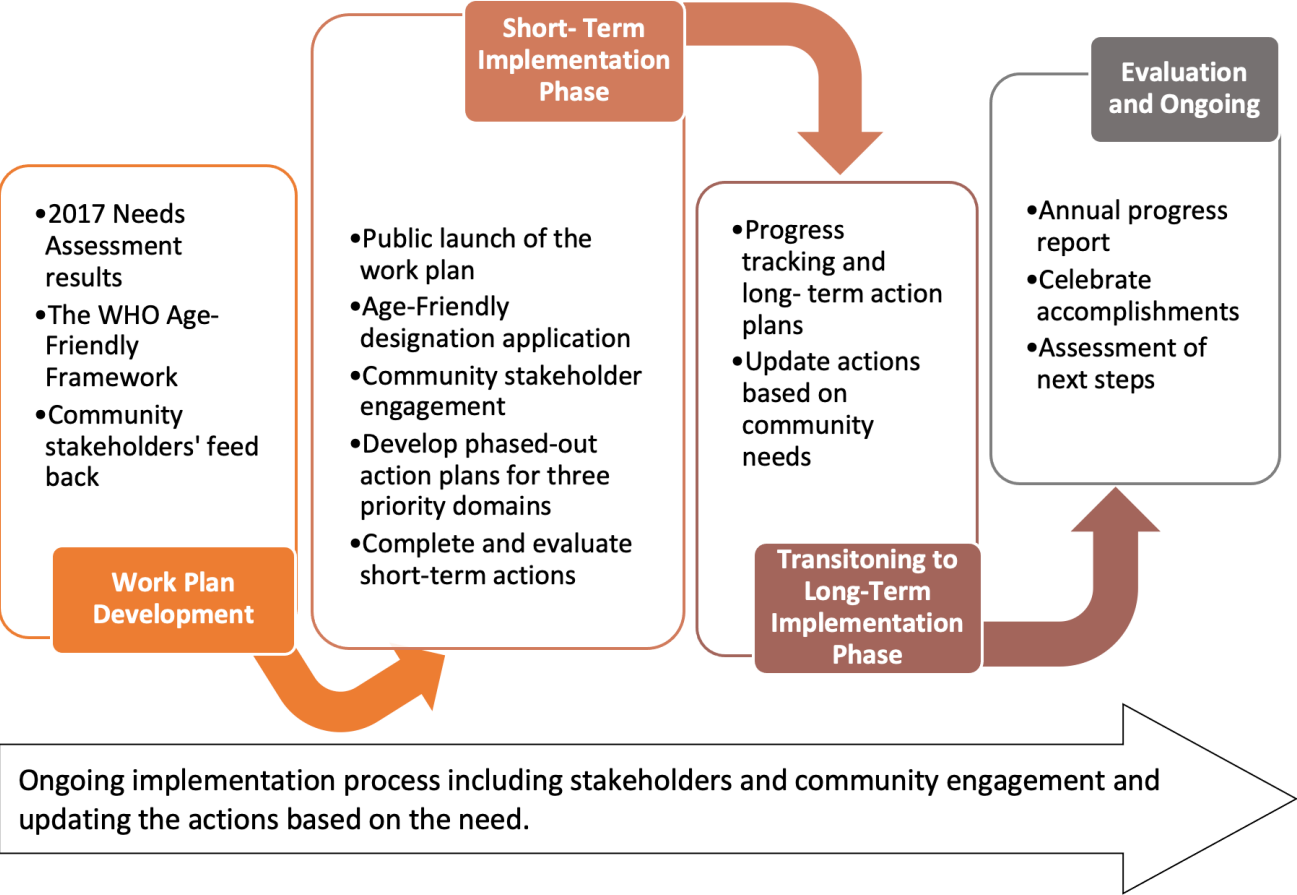 •2017 Needs
Assessment
results
•The WHO Age-
Friendly
Framework
•Community
stakeholders' feed
back
Work Plan
Development
Short- Term
Implementation
Phase
•Public launch of the
work plan
•Age-Friendly
designation application
•Community stakeholder
engagement
•Develop phased-out
action plans for three
priority domains
•Complete and evaluate
short-term actions
•Progress
tracking and
long- term action
plans
•Update actions
based on
community
needs
Transitoning to
Long-Term
Implementation
Phase
Evaluation
and Ongoing
•Annual progress
report
•Celebrate
accomplishments
•Assessment of
next steps
Ongoing implementation process including stakeholders and community engagement and
updating the actions based on the need.